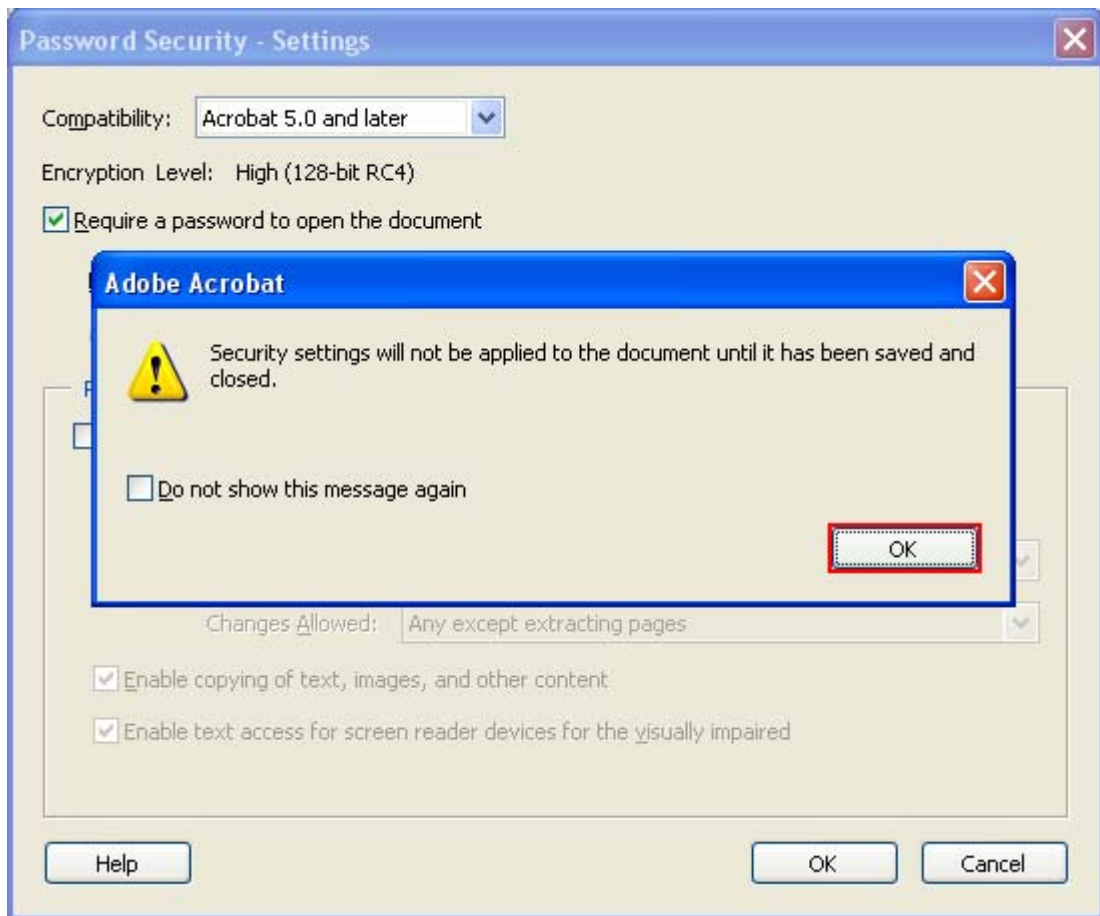 Password Security - Settings
Compatibility: Acrobat 5.0 and later
Encryption Level: High (128-bit RC4)
Require a password to open the document
Adobe Acrobat
Security settings will not be applied to the document until it has been saved and
closed.
Do not show this message again
OK
Changes Allowed: Any except extracting pages
Enable copying of text, images, and other content
Enable text access for screen reader devices for the visually impaired
Help OK Cancel